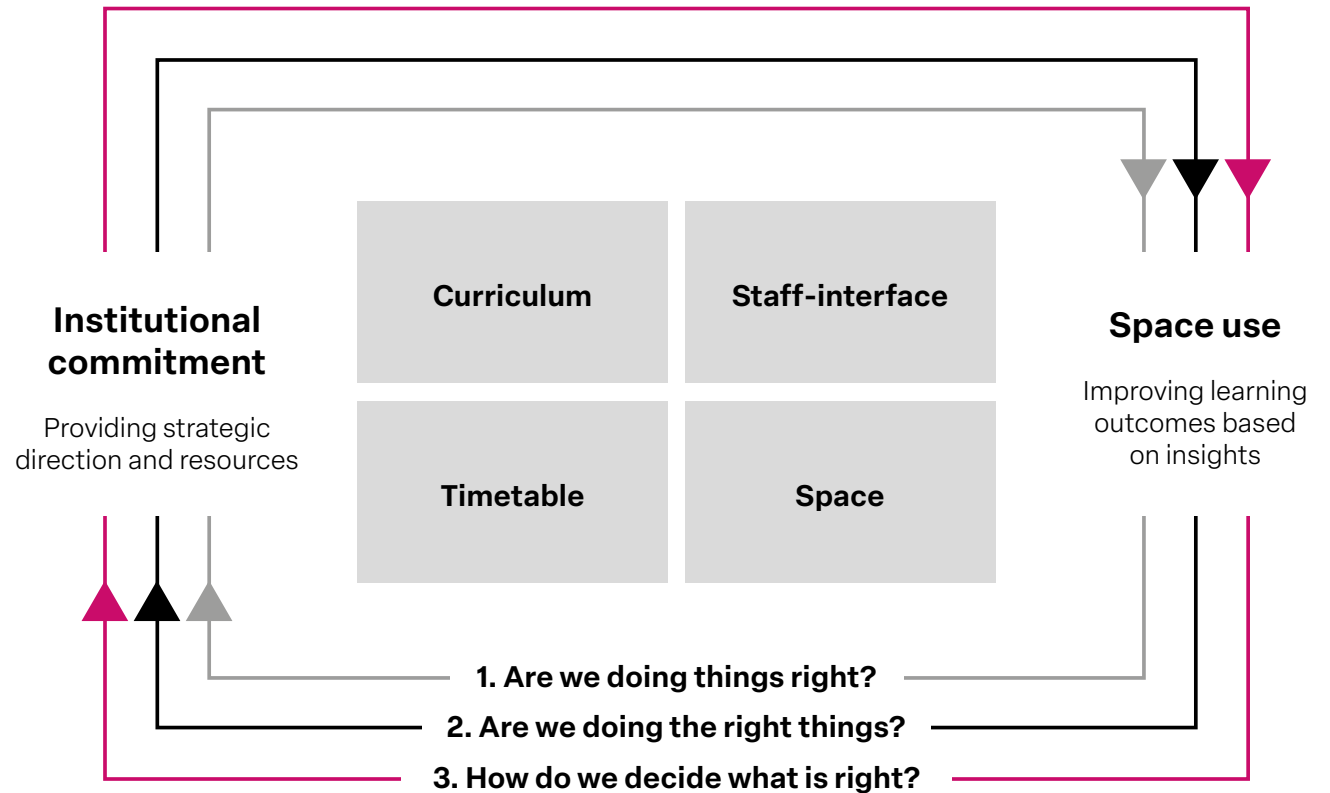 Institutional
commitment
Providing strategic
direction and resources
Curriculum
Staff-interface
Timetable
Space
Space use
Improving learning
outcomes based
on insights
1. Are we doing things right?
2. Are we doing the right things?
3. How do we decide what is right?